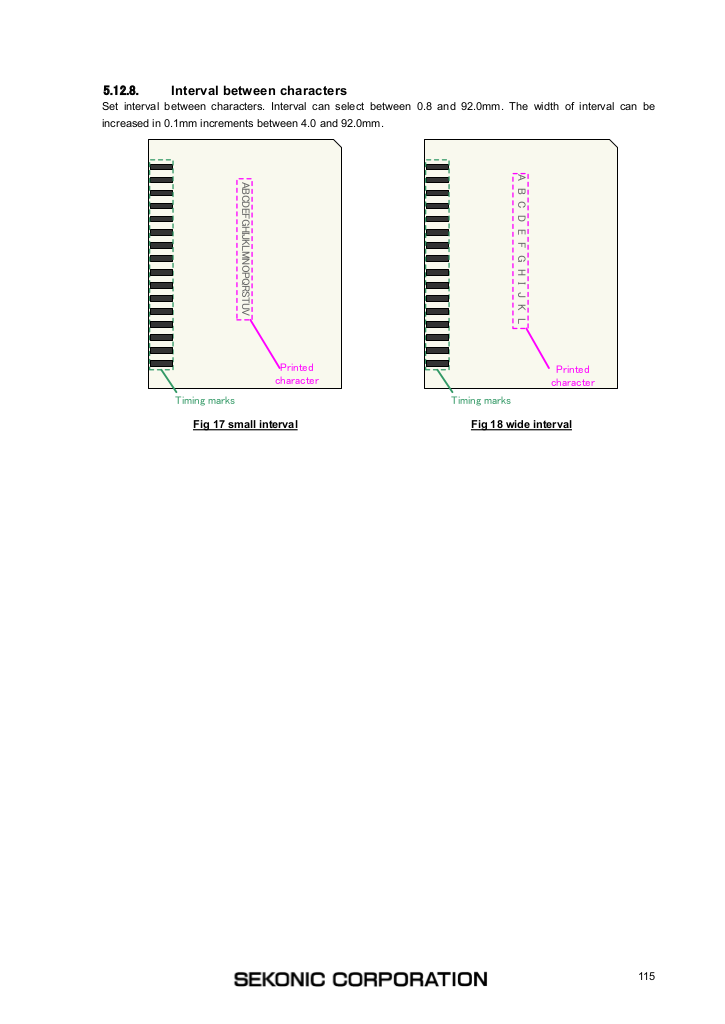 5.12.8. Interval between characters
Set interval between characters. Interval can select between 0.8 and 92.0mm. The width of interval can be
increased in 0.1mm increments between 4.0 and 92.0mm.
ABCDEFGHIJKLMNOPQRSTUV
Printed
character
Timing marks
Fig 17 small interval
A B C D E F G H I J K L
Printed
character
Timing marks
Fig 18 wide interval
SEKONIC CORPORATION
115